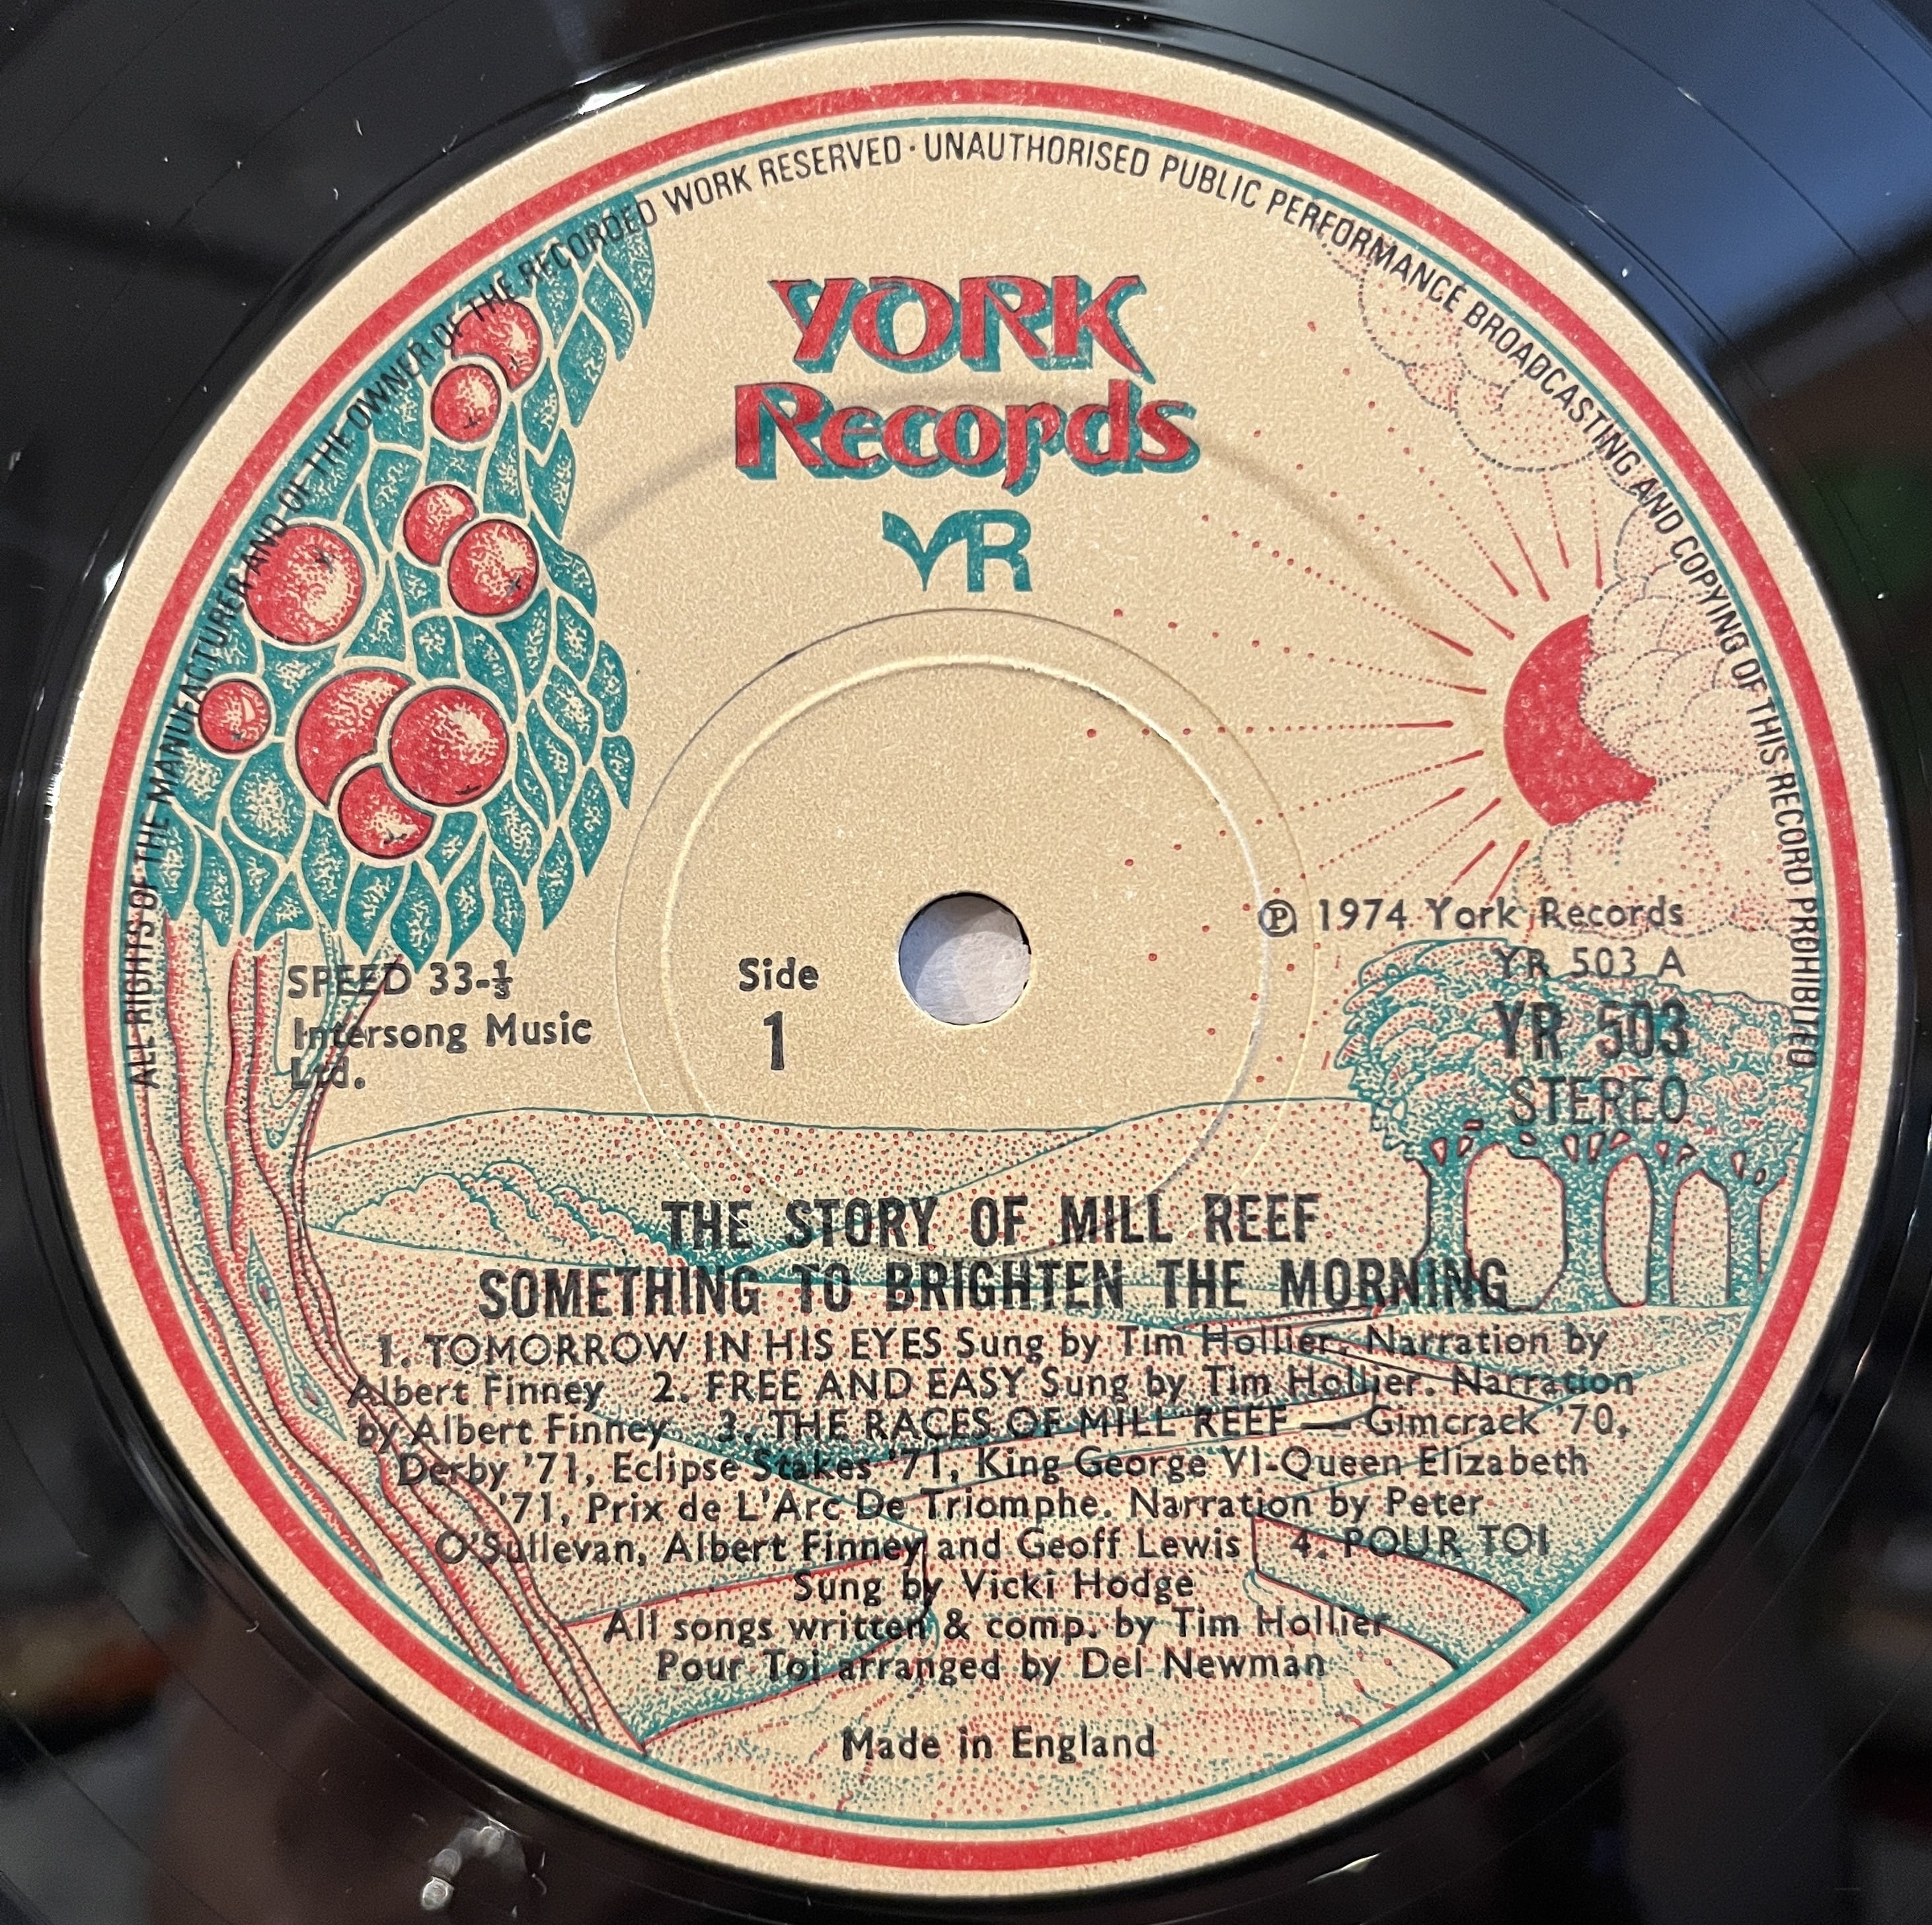 ALL RIGHTS OF THE MANUFACTURER AND OF THE OWNER OF THE RECORDED WORK RESERVED · UNAUTHORISED PUBLIC PERFORMANCE BROADCASTING AND COPYING OF THIS RECORD PROHIBITED
YORK
Records
YR
℗ 1974 York Records
YR 503 A
YR 503
STEREO
SPEED 33-⅓
Intersong Music
Ltd.
Side
1
THE STORY OF MILL REEF
SOMETHING TO BRIGHTEN THE MORNING
1. TOMORROW IN HIS EYES Sung by Tim Hollier. Narration by
Albert Finney 2. FREE AND EASY Sung by Tim Hollier. Narration
by Albert Finney 3. THE RACES OF MILL REEF — Gimcrack '70,
Derby '71, Eclipse Stakes '71, King George VI-Queen Elizabeth
'71, Prix de L'Arc De Triomphe. Narration by Peter
O'Sullevan, Albert Finney and Geoff Lewis 4. POUR TOI
Sung by Vicki Hodge
All songs written & comp. by Tim Hollier
Pour Toi arranged by Del Newman
Made in England